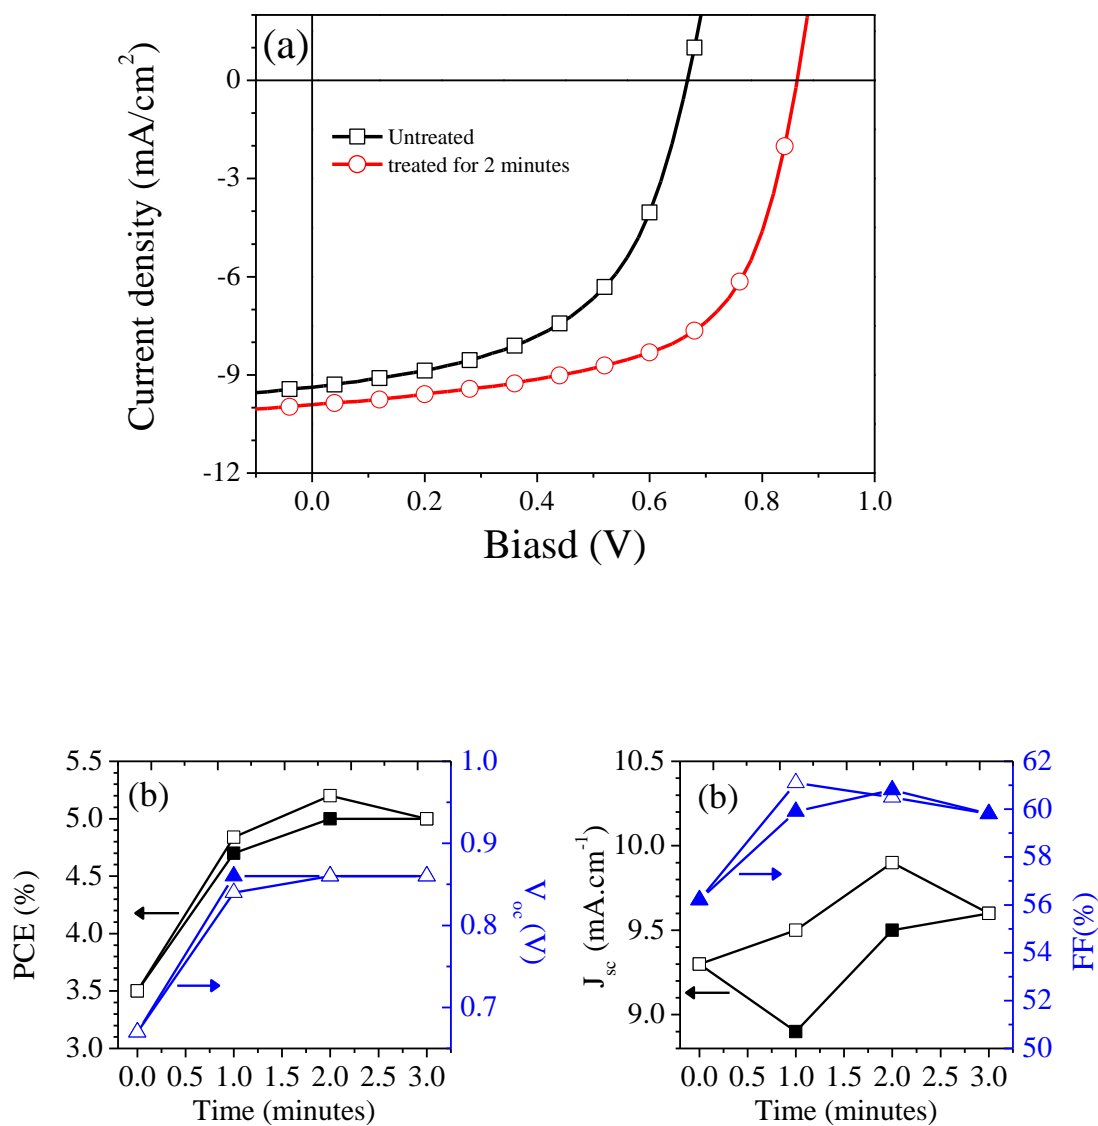 (a)
Current density (mA/cm²)
0
-3
-6
-9
-12
Untreated
treated for 2 minutes
0.0 0.2 0.4 0.6 0.8 1.0
Biasd (V)
(b)
PCE (%)
5.5
5.0
4.5
4.0
3.5
3.0
1.0
0.9
0.8
0.7
V_oc (V)
0.0 0.5 1.0 1.5 2.0 2.5 3.0
Time (minutes)
(b)
J_sc (mA.cm⁻¹)
10.5
10.0
9.5
9.0
62
60
58
56
54
52
50
FF(%)
0.0 0.5 1.0 1.5 2.0 2.5 3.0
Time (minutes)